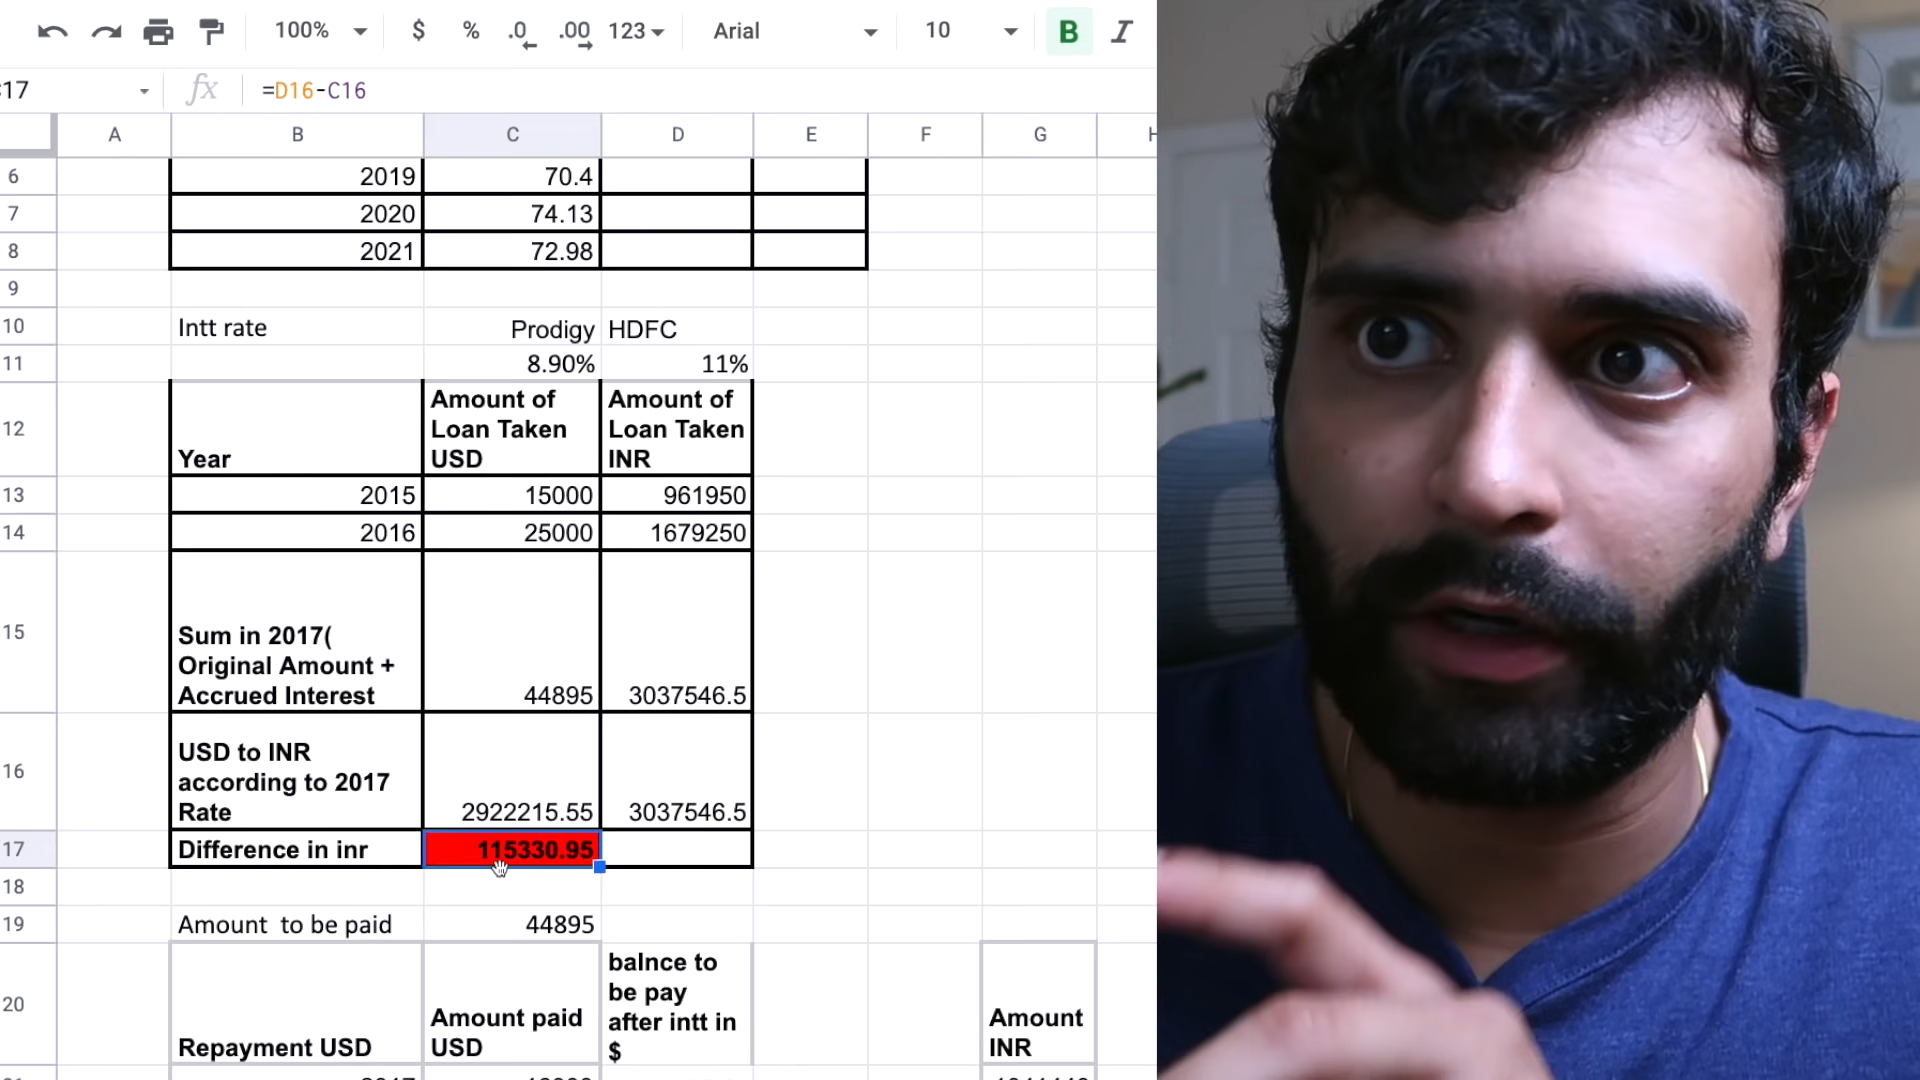 100% $ % .0 .00 123 Arial 10 B I
17 fx =D16-C16
A B C D E F G H
6 2019 70.4
7 2020 74.13
8 2021 72.98
9
10 Intt rate Prodigy HDFC
11 8.90% 11%
12 Year Amount of Loan Taken USD Amount of Loan Taken INR
13 2015 15000 961950
14 2016 25000 1679250
15 Sum in 2017( Original Amount + Accrued Interest 44895 3037546.5
16 USD to INR according to 2017 Rate 2922215.55 3037546.5
17 Difference in inr 115330.95
18
19 Amount to be paid 44895
20 Repayment USD Amount paid USD balnce to be pay after intt in $ Amount INR